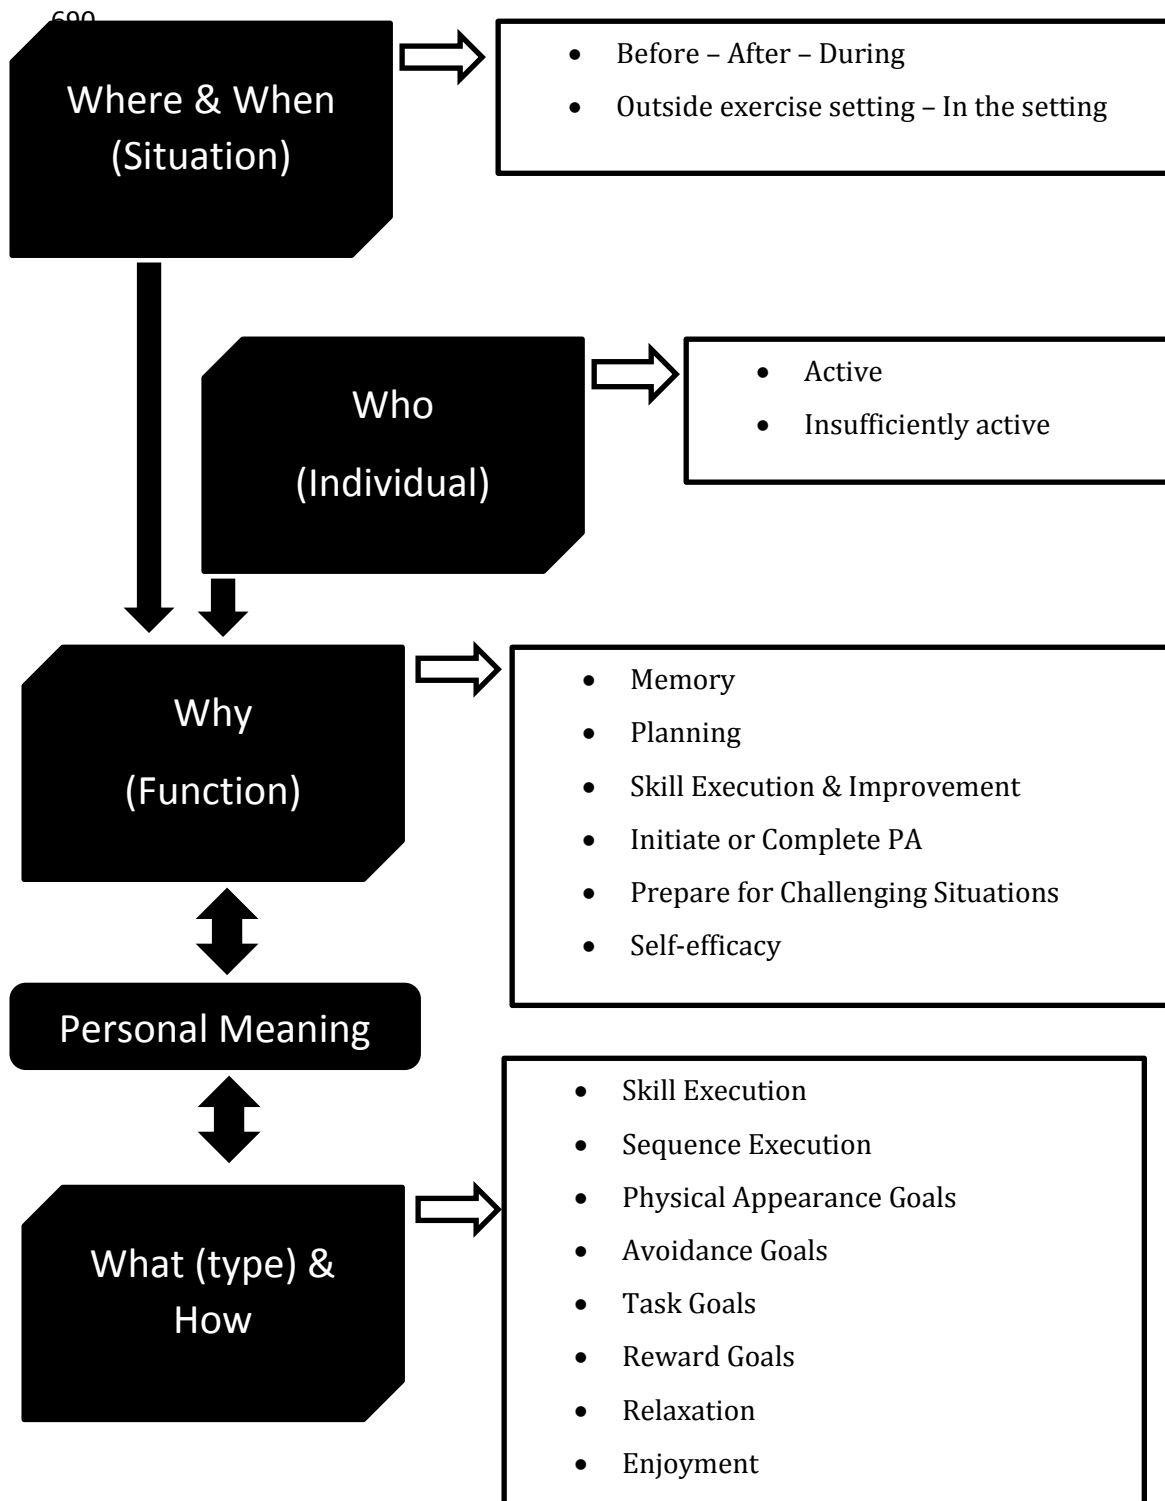 690
Where & When
(Situation)
• Before – After – During
• Outside exercise setting – In the setting
Who
(Individual)
• Active
• Insufficiently active
Why
(Function)
• Memory
• Planning
• Skill Execution & Improvement
• Initiate or Complete PA
• Prepare for Challenging Situations
• Self-efficacy
Personal Meaning
What (type) &
How
• Skill Execution
• Sequence Execution
• Physical Appearance Goals
• Avoidance Goals
• Task Goals
• Reward Goals
• Relaxation
• Enjoyment